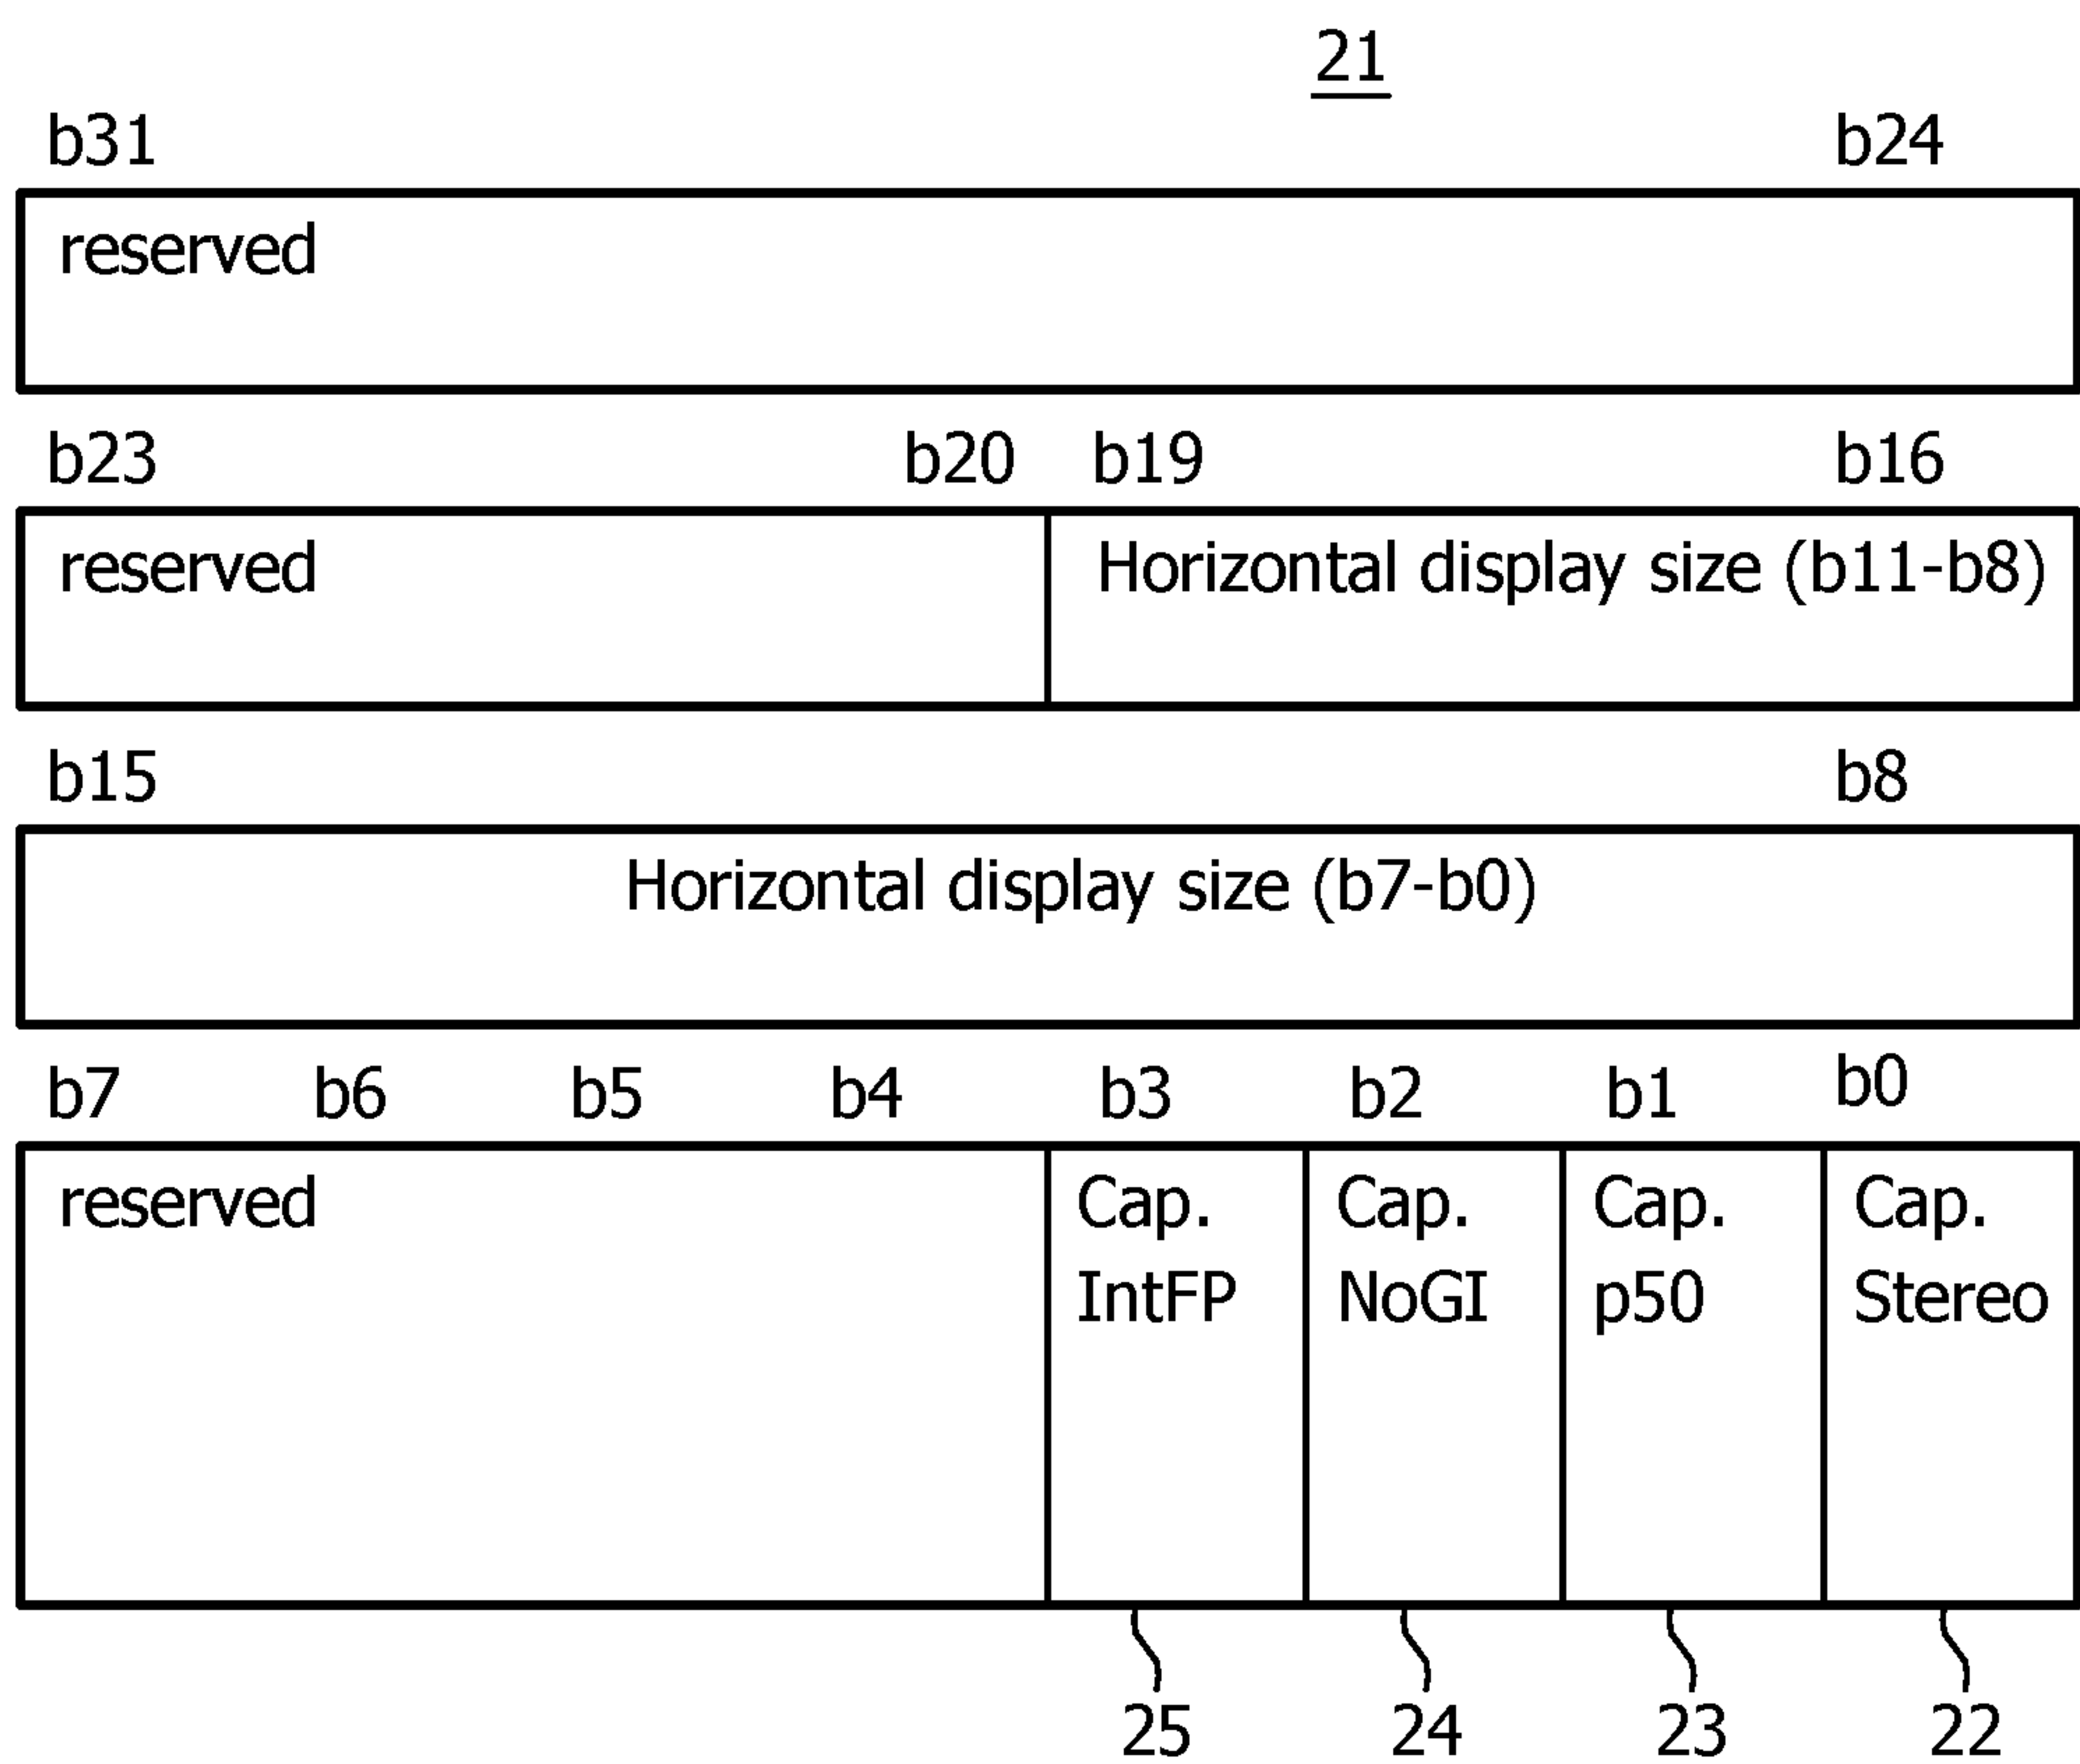 21
b31 b24
reserved
b23 b20 b19 b16
reserved Horizontal display size (b11-b8)
b15 b8
Horizontal display size (b7-b0)
b7 b6 b5 b4 b3 b2 b1 b0
reserved Cap. Cap. Cap. Cap.
IntFP NoGI p50 Stereo
25 24 23 22